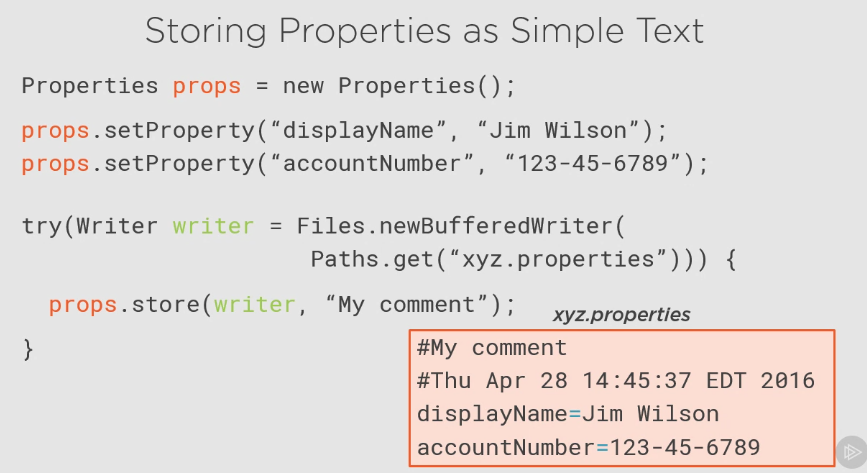 Storing Properties as Simple Text
Properties props = new Properties();
props.setProperty(“displayName”, “Jim Wilson”);
props.setProperty(“accountNumber”, “123-45-6789”);
try(Writer writer = Files.newBufferedWriter(
Paths.get(“xyz.properties”))) {
props.store(writer, “My comment”);
}
xyz.properties
#My comment
#Thu Apr 28 14:45:37 EDT 2016
displayName=Jim Wilson
accountNumber=123-45-6789